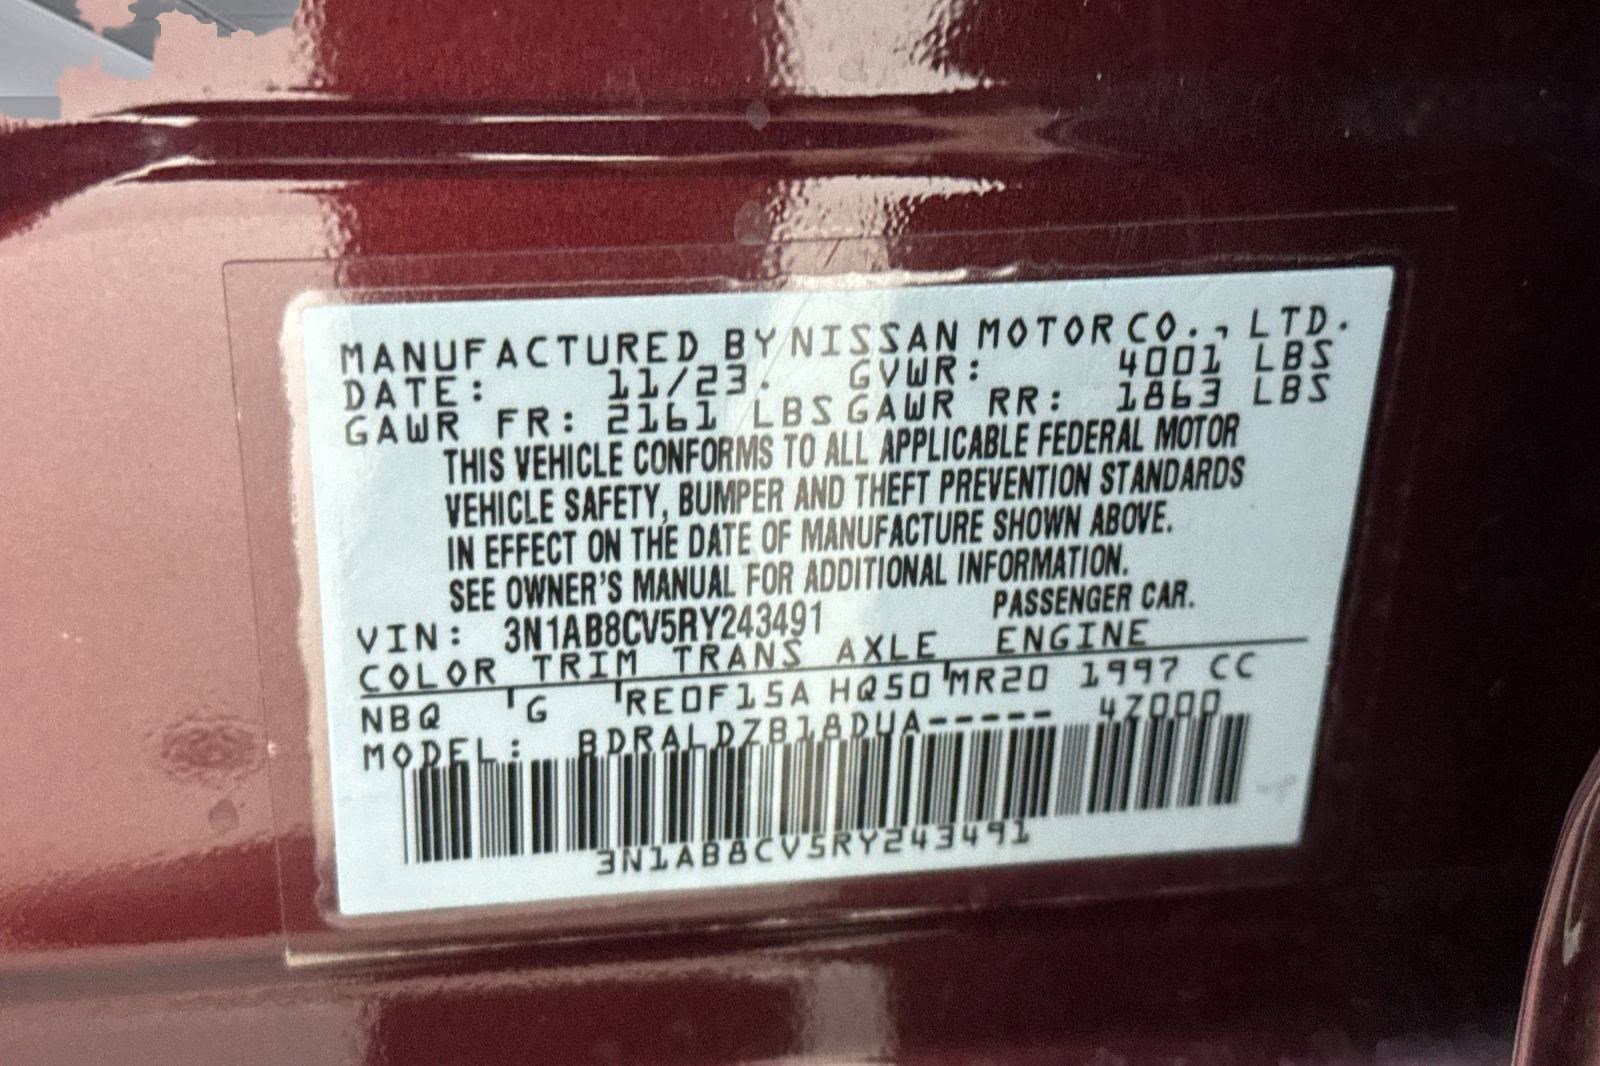 MANUFACTURED BY NISSAN MOTOR CO., LTD.
DATE: 11/23. GVWR: 4001 LBS
GAWR FR: 2161 LBS GAWR RR: 1863 LBS
THIS VEHICLE CONFORMS TO ALL APPLICABLE FEDERAL MOTOR
VEHICLE SAFETY, BUMPER AND THEFT PREVENTION STANDARDS
IN EFFECT ON THE DATE OF MANUFACTURE SHOWN ABOVE.
SEE OWNER'S MANUAL FOR ADDITIONAL INFORMATION.
VIN: 3N1AB8CV5RY243491 PASSENGER CAR.
COLOR TRIM TRANS AXLE ENGINE
NBQ G RE0F15A HQ50 MR20 1997 CC
MODEL: BDRALDZB18DUA----- 47000
3N1AB8CV5RY243491